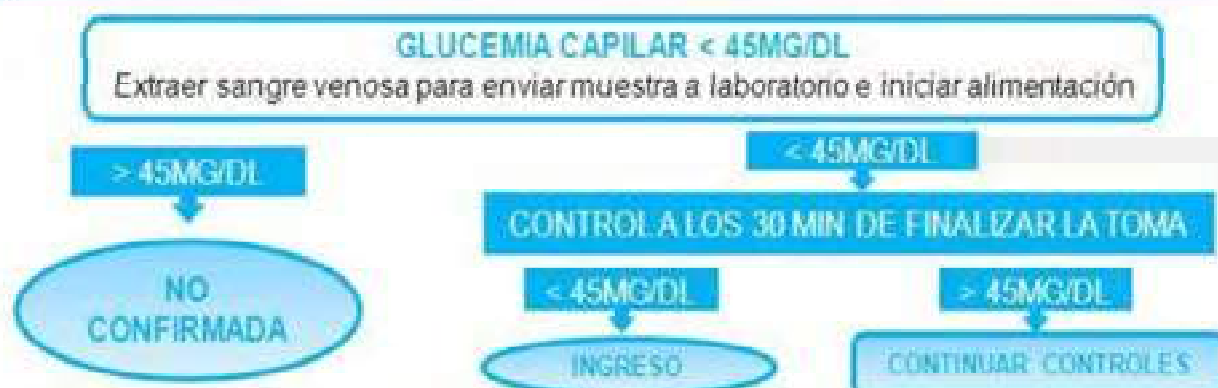 GLUCEMIA CAPILAR < 45MG/DL
Extraer sangre venosa para enviar muestra a laboratorio e iniciar alimentación
> 45MG/DL
< 45MG/DL
CONTROL A LOS 30 MIN DE FINALIZAR LA TOMA
NO
CONFIRMADA
< 45MG/DL
> 45MG/DL
INGRESO
CONTINUAR CONTROLES